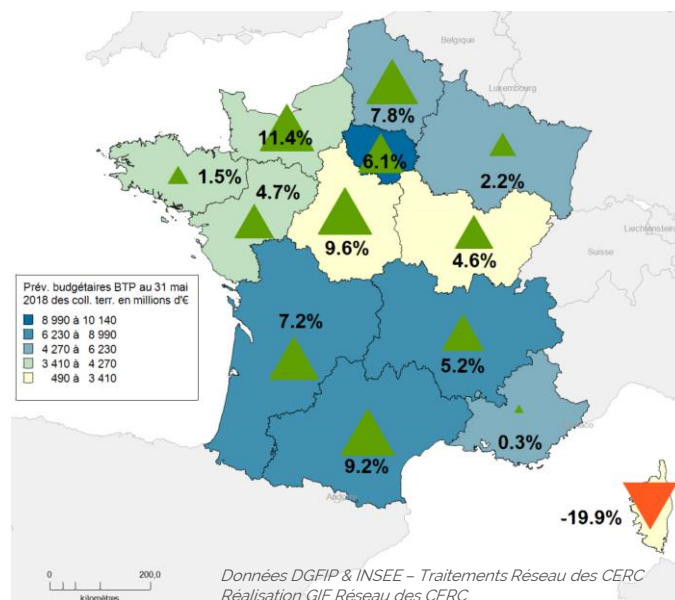 Belgique
Luxembourg
7.8%
11.4%
6.1%
1.5%
4.7%
2.2%
9.6%
4.6%
Liechtenstein
Suisse
Prév. budgétaires BTP au 31 mai
2018 des coll. terr. en millions d'€
8 990 à 10 140
6 230 à 8 990
4 270 à 6 230
3 410 à 4 270
490 à 3 410
7.2%
5.2%
0.3%
9.2%
Andorre
-19.9%
0 200,0
kilomètres
Données DGFIP & INSEE – Traitements Réseau des CERC
Réalisation GIE Réseau des CERC